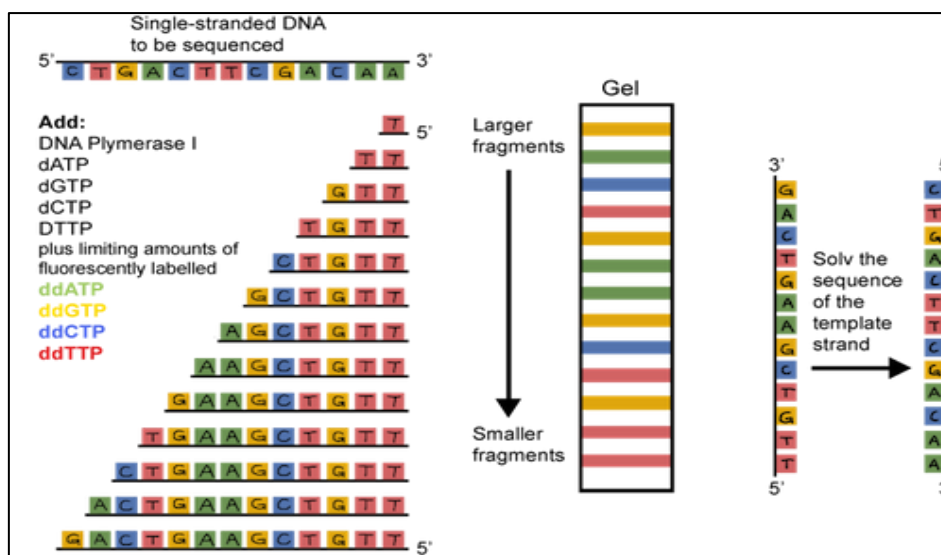 Single-stranded DNA
to be sequenced
5' 3'
C T G A C T T C G A C A A
Add:
DNA Plymerase I
dATP
dGTP
dCTP
DTTP
plus limiting amounts of
fluorescently labelled
ddATP
ddGTP
ddCTP
ddTTP
T 5'
T T
G T T
T G T T
C T G T T
G C T G T T
A G C T G T T
A A G C T G T T
G A A G C T G T T
T G A A G C T G T T
C T G A A G C T G T T
A C T G A A G C T G T T
G A C T G A A G C T G T T 5'
Gel
Larger
fragments
Smaller
fragments
3'
G
A
C
T
G
A
A
G
C
T
G
T
T
5'
Solv the
sequence
of the
template
strand
C
T
G
A
C
T
T
C
G
A
C
A
A
3'